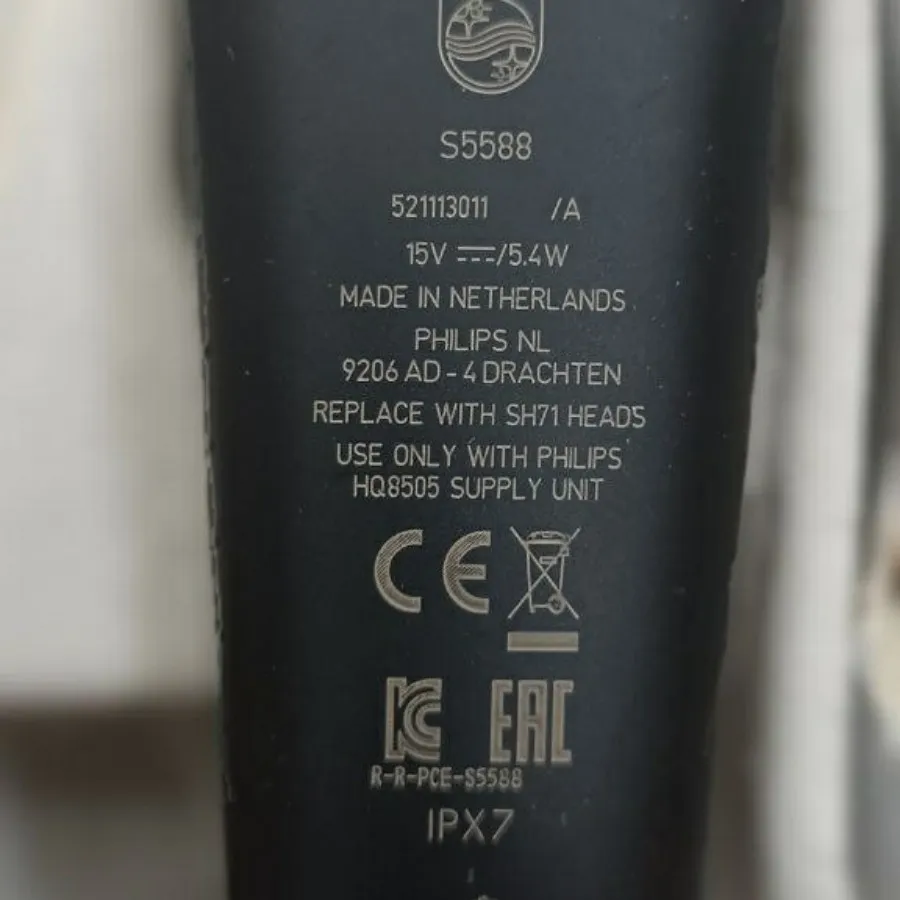 S5588
521113011 /A
15V ⎓/5.4W
MADE IN NETHERLANDS
PHILIPS NL
9206 AD - 4 DRACHTEN
REPLACE WITH SH71 HEADS
USE ONLY WITH PHILIPS
HQ8505 SUPPLY UNIT
CE
KC EAC
R-R-PCE-S5588
IPX7